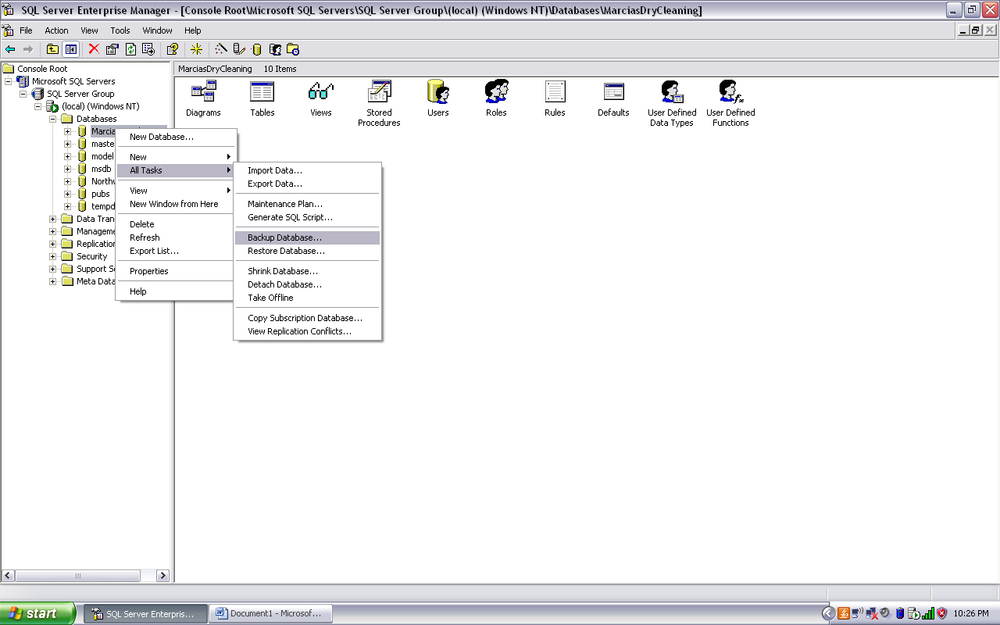 SQL Server Enterprise Manager - [Console Root\Microsoft SQL Servers\SQL Server Group\(local) (Windows NT)\Databases\MarciasDryCleaning]
File Action View Tools Window Help
Console Root
Microsoft SQL Servers
SQL Server Group
(local) (Windows NT)
Databases
Marcia
maste
model
msdb
Northw
pubs
tempd
Data Tran
Manageme
Replication
Security
Support Se
Meta Data
MarciasDryCleaning 10 Items
Diagrams
Tables
Views
Stored Procedures
Users
Roles
Rules
Defaults
User Defined Data Types
User Defined Functions
New Database...
New
All Tasks
View
New Window from Here
Delete
Refresh
Export List...
Properties
Help
Import Data...
Export Data...
Maintenance Plan...
Generate SQL Script...
Backup Database...
Restore Database...
Shrink Database...
Detach Database...
Take Offline
Copy Subscription Database...
View Replication Conflicts...
start
SQL Server Enterpris...
Document1 - Microsof...
10:26 PM